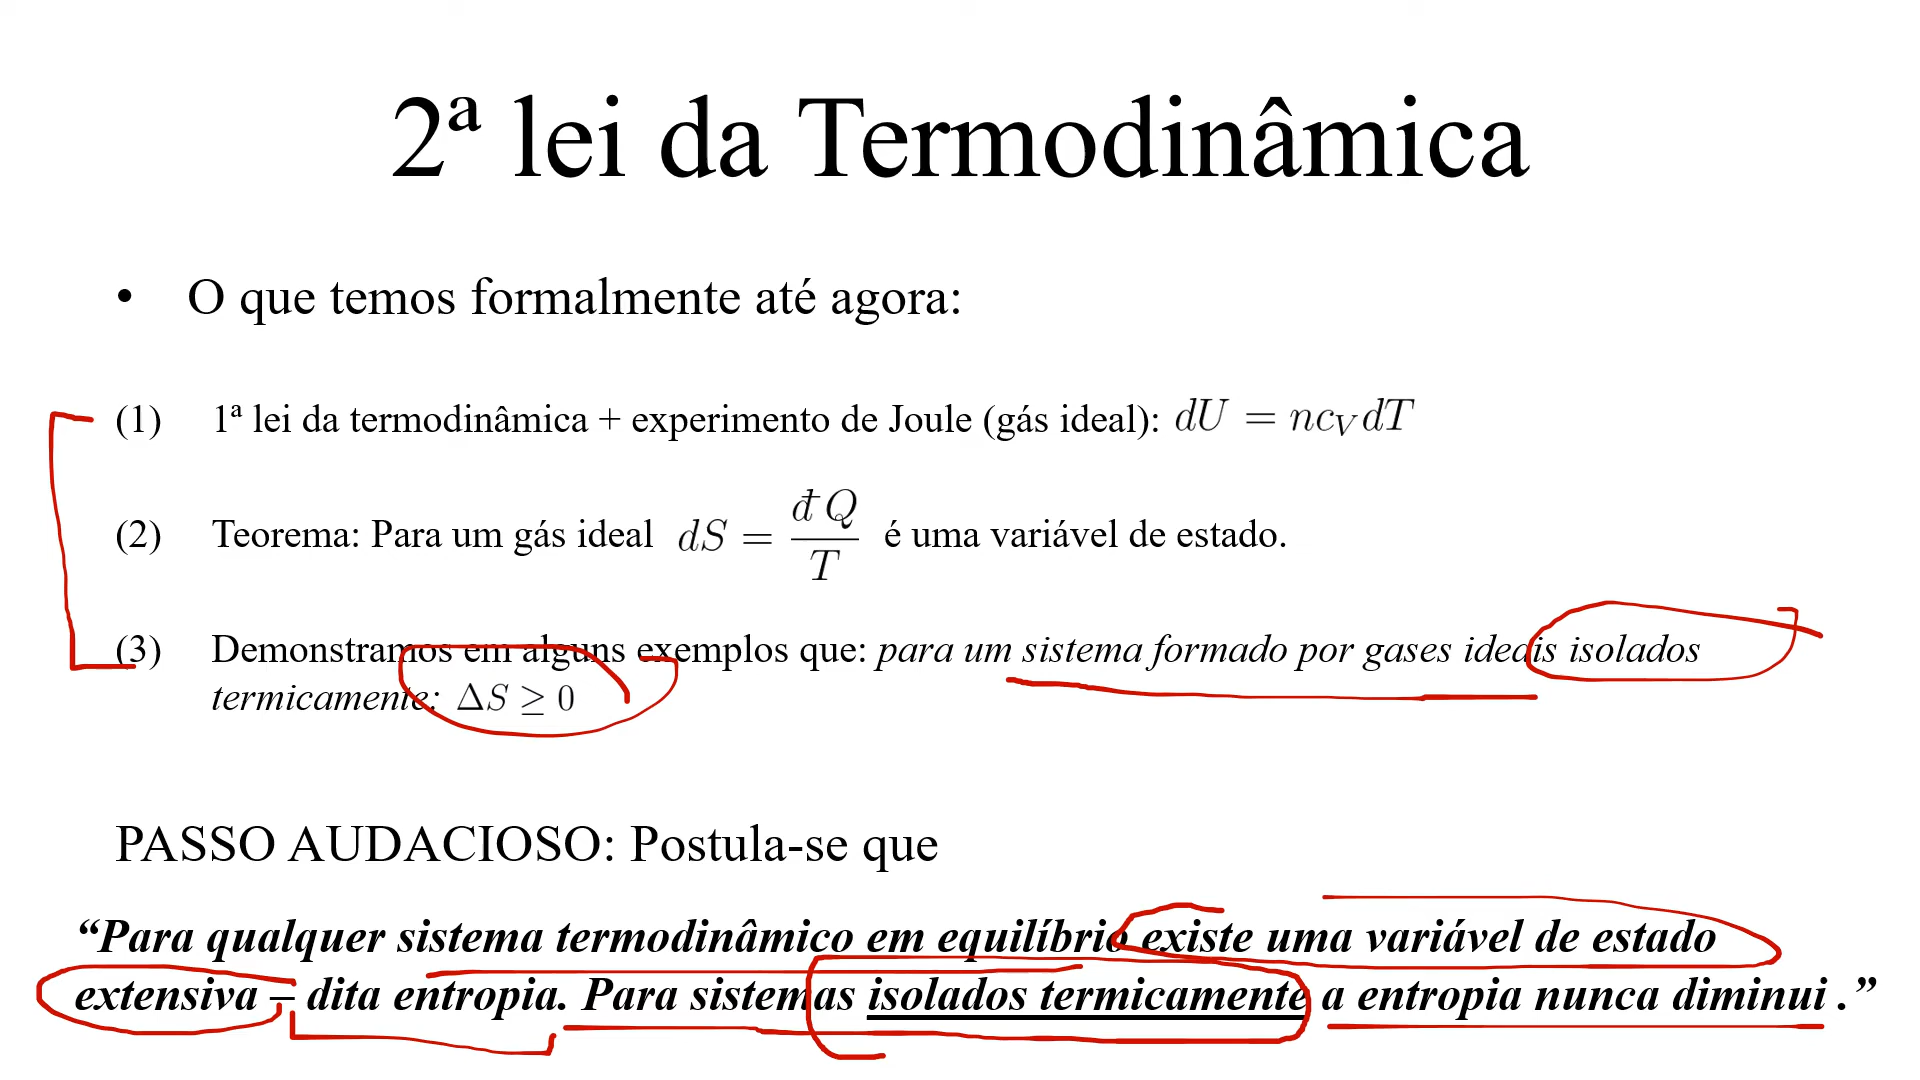 2ª lei da Termodinâmica
• O que temos formalmente até agora:
(1) 1ª lei da termodinâmica + experimento de Joule (gás ideal): dU = nc_V dT
(2) Teorema: Para um gás ideal dS = đQ/T é uma variável de estado.
(3) Demonstramos em alguns exemplos que: para um sistema formado por gases ideais isolados
termicamente: ΔS ≥ 0
PASSO AUDACIOSO: Postula-se que
“Para qualquer sistema termodinâmico em equilíbrio existe uma variável de estado
extensiva – dita entropia. Para sistemas isolados termicamente a entropia nunca diminui .”